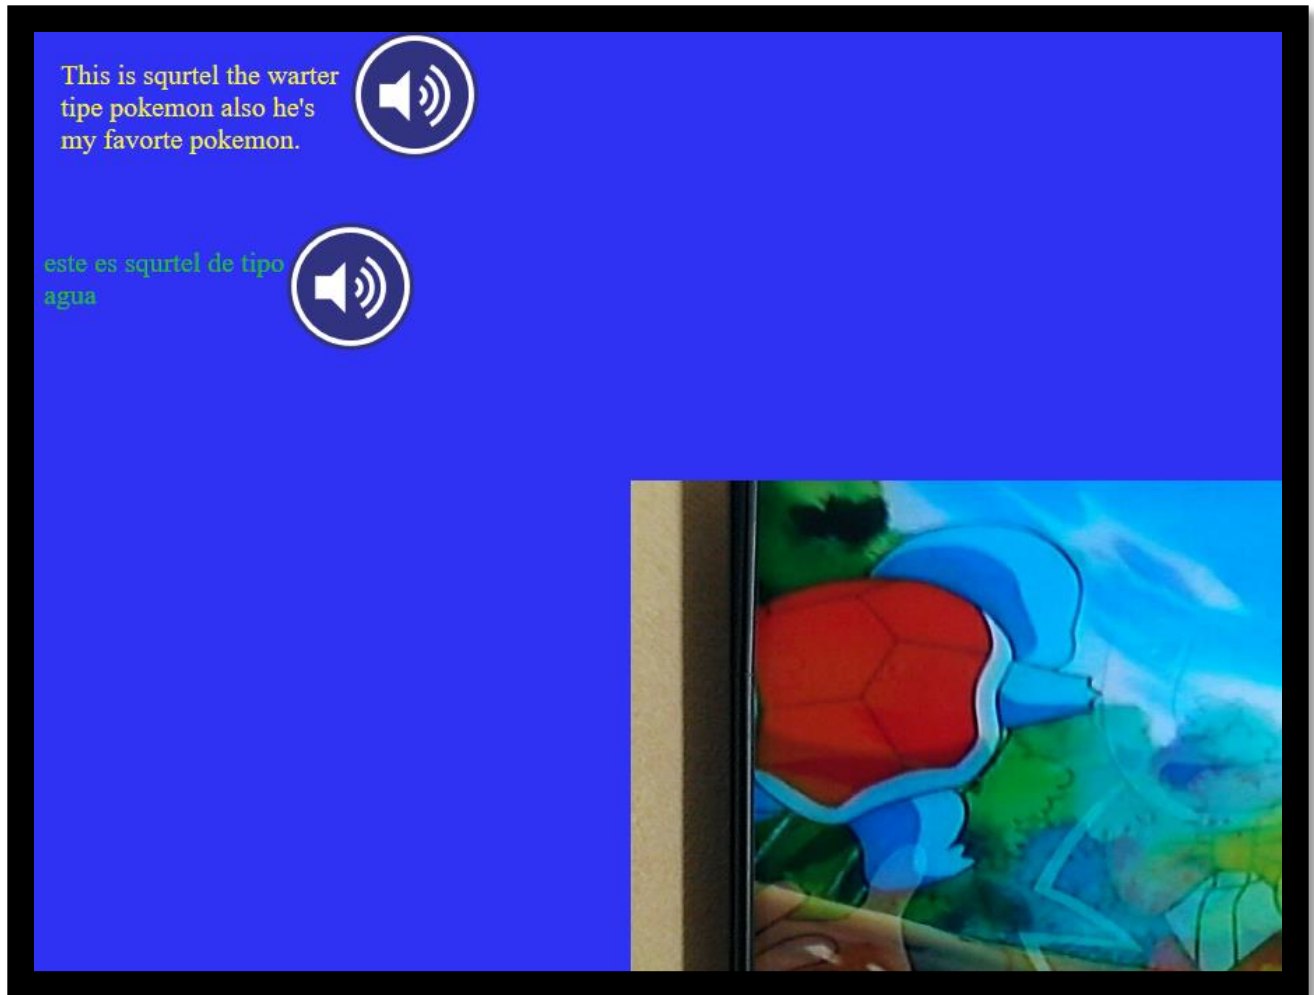 This is squrtel the warter
tipe pokemon also he's
my favorte pokemon.
este es squrtel de tipo
agua